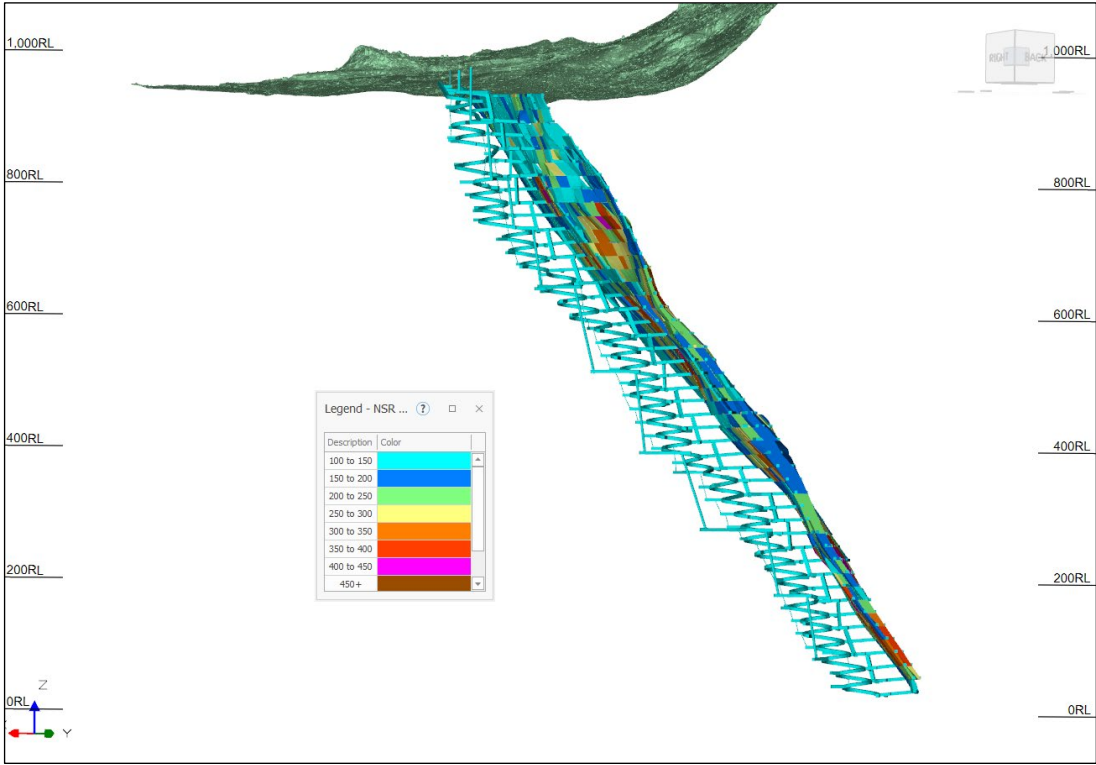 1,000RL
1,000RL
RIGHT BACK
800RL
800RL
600RL
600RL
Legend - NSR ... ?
Description Color
100 to 150
150 to 200
200 to 250
250 to 300
300 to 350
350 to 400
400 to 450
450+
400RL
400RL
200RL
200RL
Z
Y
0RL
0RL